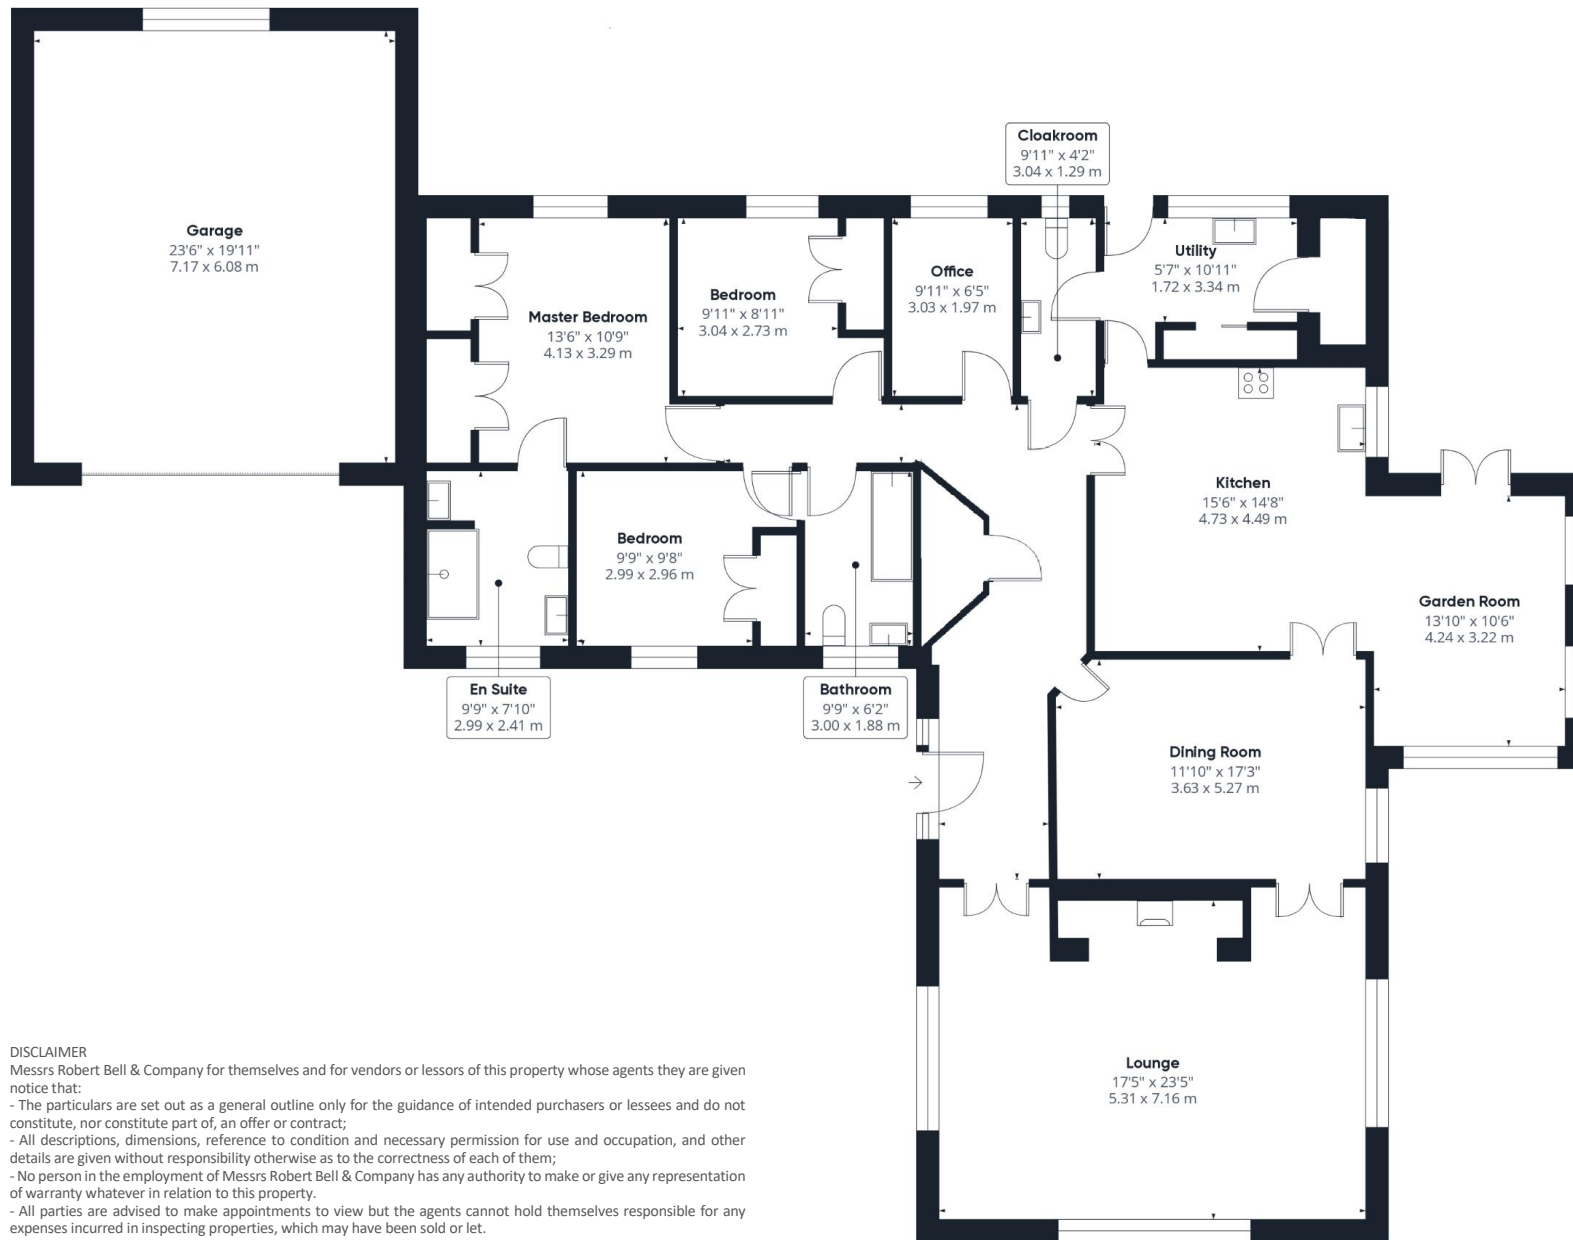 Garage
23'6" x 19'11"
7.17 x 6.08 m
Cloakroom
9'11" x 4'2"
3.04 x 1.29 m
Master Bedroom
13'6" x 10'9"
4.13 x 3.29 m
Bedroom
9'11" x 8'11"
3.04 x 2.73 m
Office
9'11" x 6'5"
3.03 x 1.97 m
Utility
5'7" x 10'11"
1.72 x 3.34 m
Kitchen
15'6" x 14'8"
4.73 x 4.49 m
Bedroom
9'9" x 9'8"
2.99 x 2.96 m
Garden Room
13'10" x 10'6"
4.24 x 3.22 m
En Suite
9'9" x 7'10"
2.99 x 2.41 m
Bathroom
9'9" x 6'2"
3.00 x 1.88 m
Dining Room
11'10" x 17'3"
3.63 x 5.27 m
Lounge
17'5" x 23'5"
5.31 x 7.16 m
DISCLAIMER
Messrs Robert Bell & Company for themselves and for vendors or lessors of this property whose agents they are given
notice that:
- The particulars are set out as a general outline only for the guidance of intended purchasers or lessees and do not
constitute, nor constitute part of, an offer or contract;
- All descriptions, dimensions, reference to condition and necessary permission for use and occupation, and other
details are given without responsibility otherwise as to the correctness of each of them;
- No person in the employment of Messrs Robert Bell & Company has any authority to make or give any representation
of warranty whatever in relation to this property.
- All parties are advised to make appointments to view but the agents cannot hold themselves responsible for any
expenses incurred in inspecting properties, which may have been sold or let.